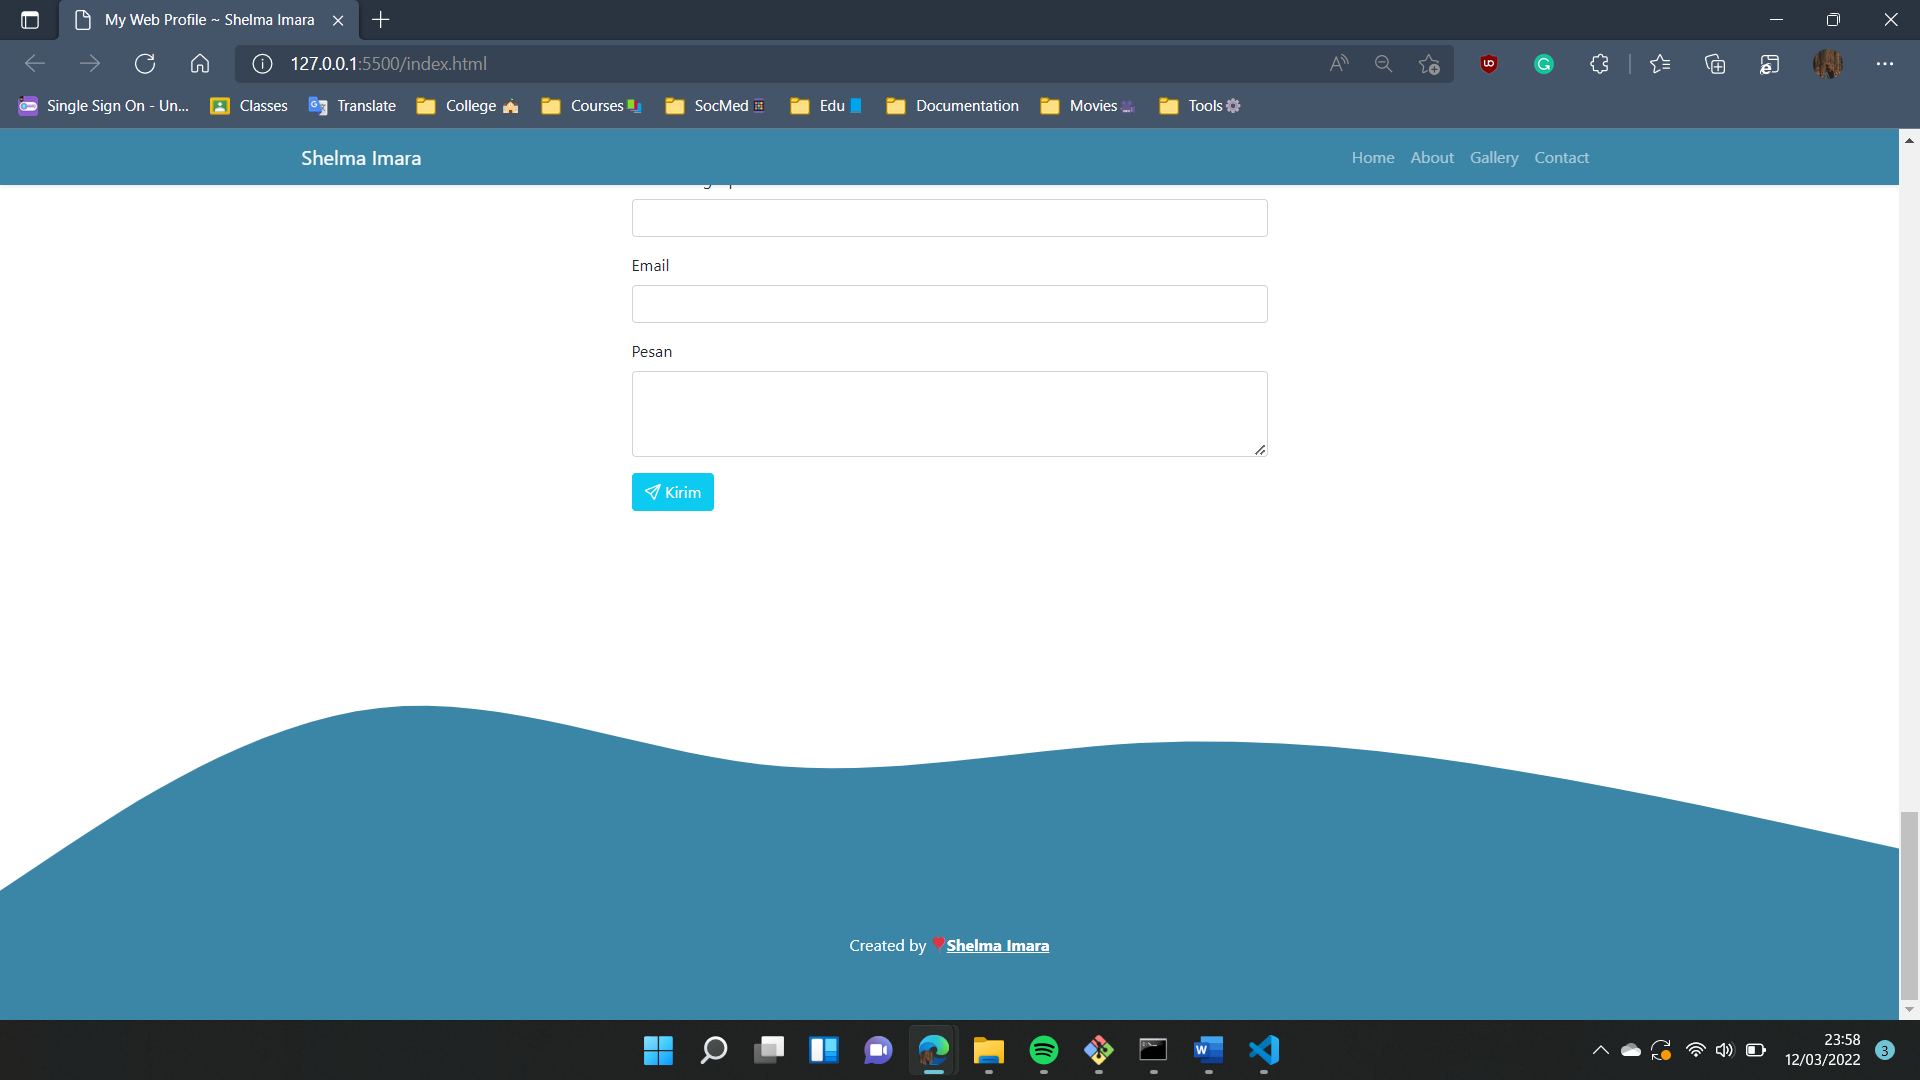 My Web Profile ~ Shelma Imara
127.0.0.1:5500/index.html
Single Sign On - Un...
Classes
Translate
College
Courses
SocMed
Edu
Documentation
Movies
Tools
Shelma Imara
Home
About
Gallery
Contact
Email
Pesan
Kirim
Created by Shelma Imara
23:58
12/03/2022
3